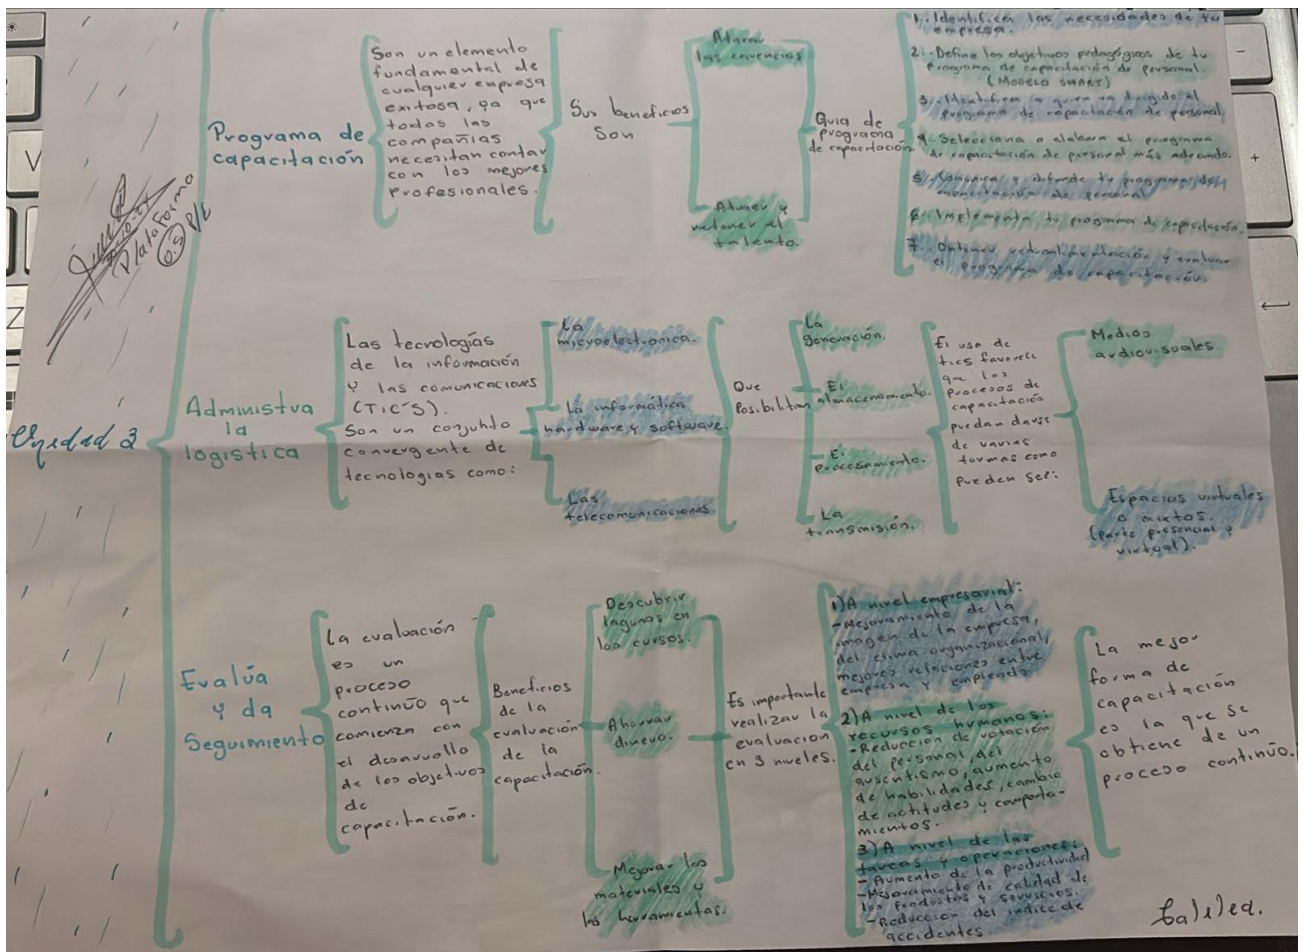 Unidad 3
Programa de
capacitación
Son un elemento
fundamental de
cualquier empresa
exitosa, ya que
todas las
compañías
necesitan contar
con los mejores
profesionales.
Sus beneficios
Son
las carencias
Atraer y
retener el
talento.
Guia de
programa
de capacitación.
1.- Identifica las necesidades de tu
empresa.
2.- Define los objetivos pedagógicos de tu
programa de capacitación de personal.
(MODELO SMART)
3.- Identifica a quien va dirigido el
programa de capacitación de personal.
4.- Selecciona o elabora el programa
de capacitación de personal más adecuado.
5.- Comunica y defiende tu programa de
capacitación de personal
6.- Implementa tu programa de capacitación.
7.- Obtener retroalimentación y evaluar
el programa de capacitación.
Plataforma
0.5 P/E
Administra
la
logistica
Las tecnologías
de la información
y las comunicaciones
(TIC'S).
Son un conjunto
convergente de
tecnologías como:
La
microelectronica.
La informática
hardware y software.
Las
telecomunicaciones.
Que
Posibilitan
La
generación.
El
almacenamiento.
El
procesamiento.
La
transmisión.
El uso de
tics favorece
que los
procesos de
capacitación
puedan darse
de varias
formas como
pueden ser:
Medios
audiovisuales.
Espacios virtuales
o mixtos.
(parte presencial y
virtual).
Evalúa
y da
Seguimiento
La evaluación
es un
proceso
continuo que
comienza con
el desarrollo
de los objetivos
de
capacitación.
Beneficios
de la
evaluación
de la
capacitación.
Descubrir
lagunas en
los cursos.
Ahorrar
dinero.
Mejorar los
materiales y
las herramientas.
Es importante
realizar la
evaluación
en 3 niveles.
1) A nivel empresarial:
-Mejoramiento de la
imagen de la empresa,
del clima organizacional,
mejores relaciones entre
empresa y empleado.
2) A nivel de los
recursos humanos:
-Reducción de rotación
del personal, del
ausentismo, aumento
de habilidades, cambio
de actitudes y comporta-
mientos.
3) A nivel de las
tareas y operaciones:
-Aumento de la productividad
-Mejoramiento de calidad de
los productos y servicios.
-Reducción del indice de
accidentes.
La mejor
forma de
capacitación
es la que se
obtiene de un
proceso continuo.
Galilea.